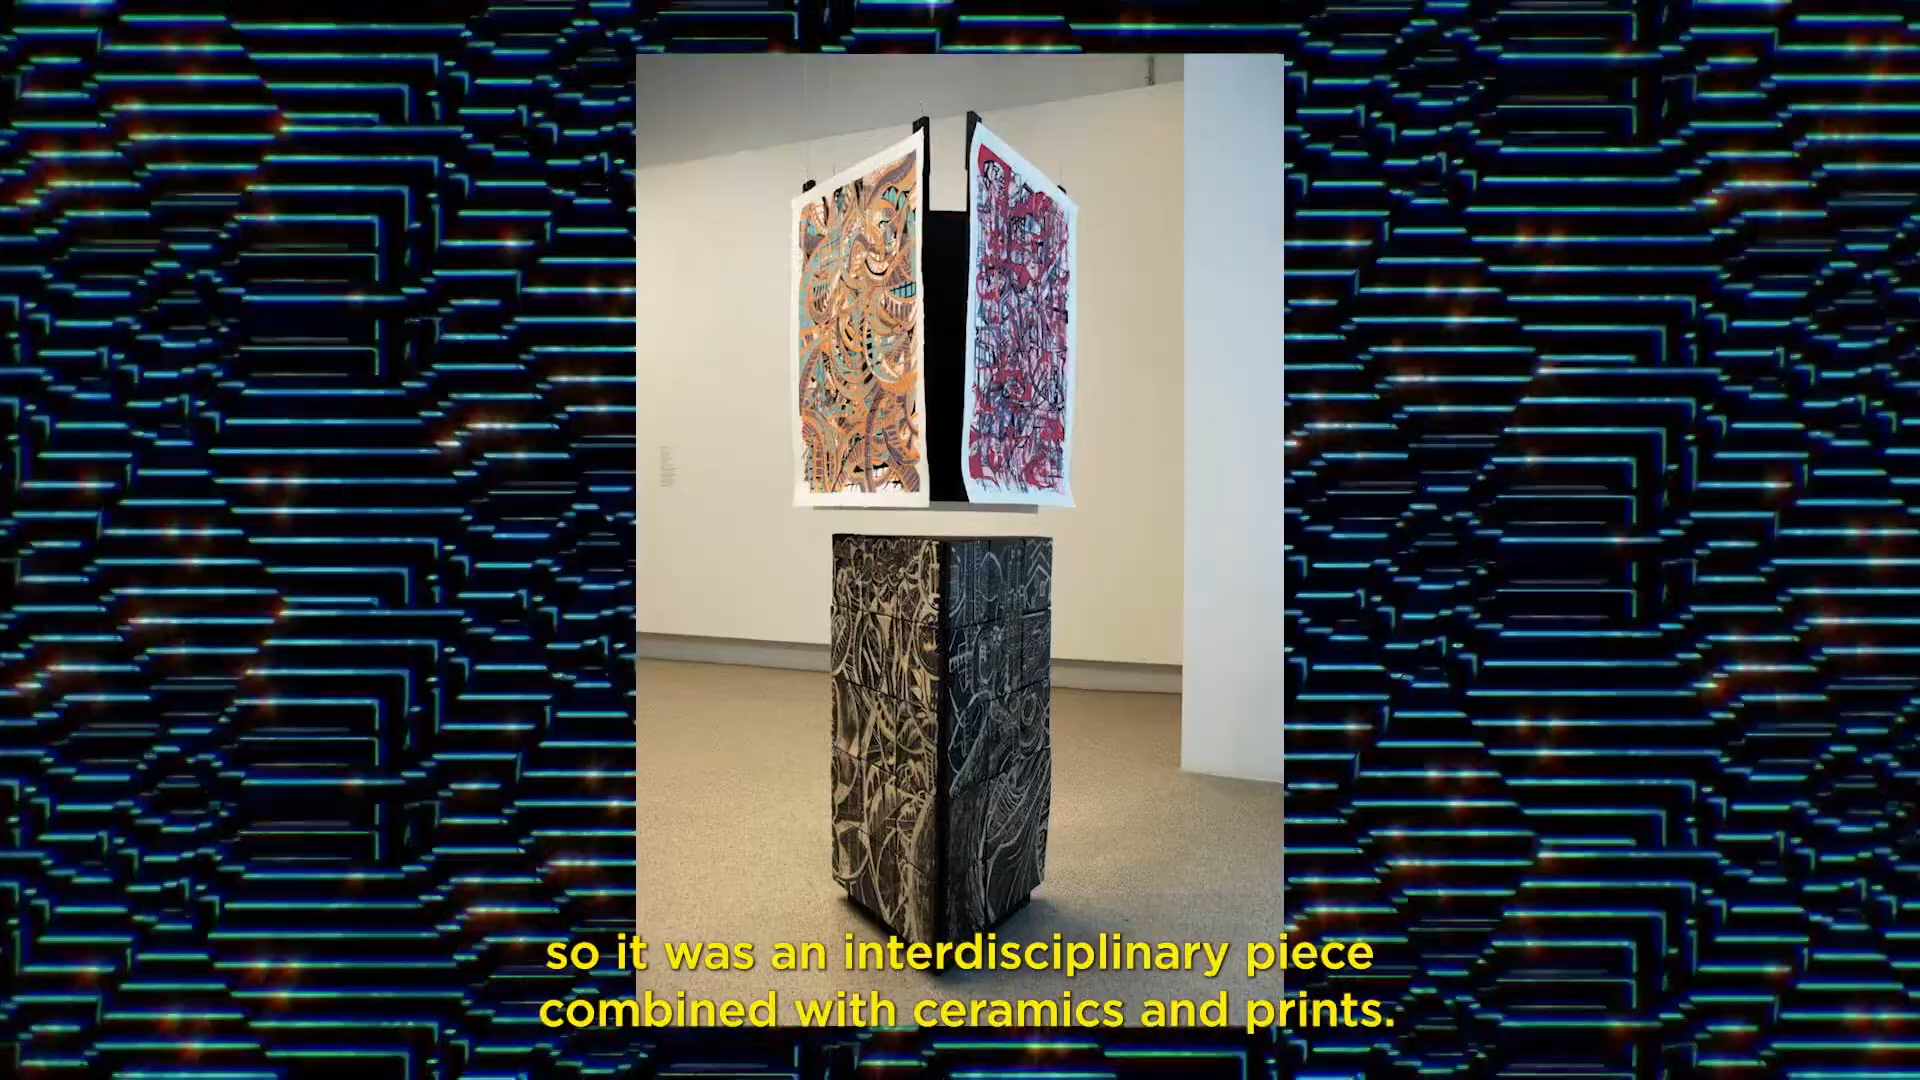 so it was an interdisciplinary piece
combined with ceramics and prints.